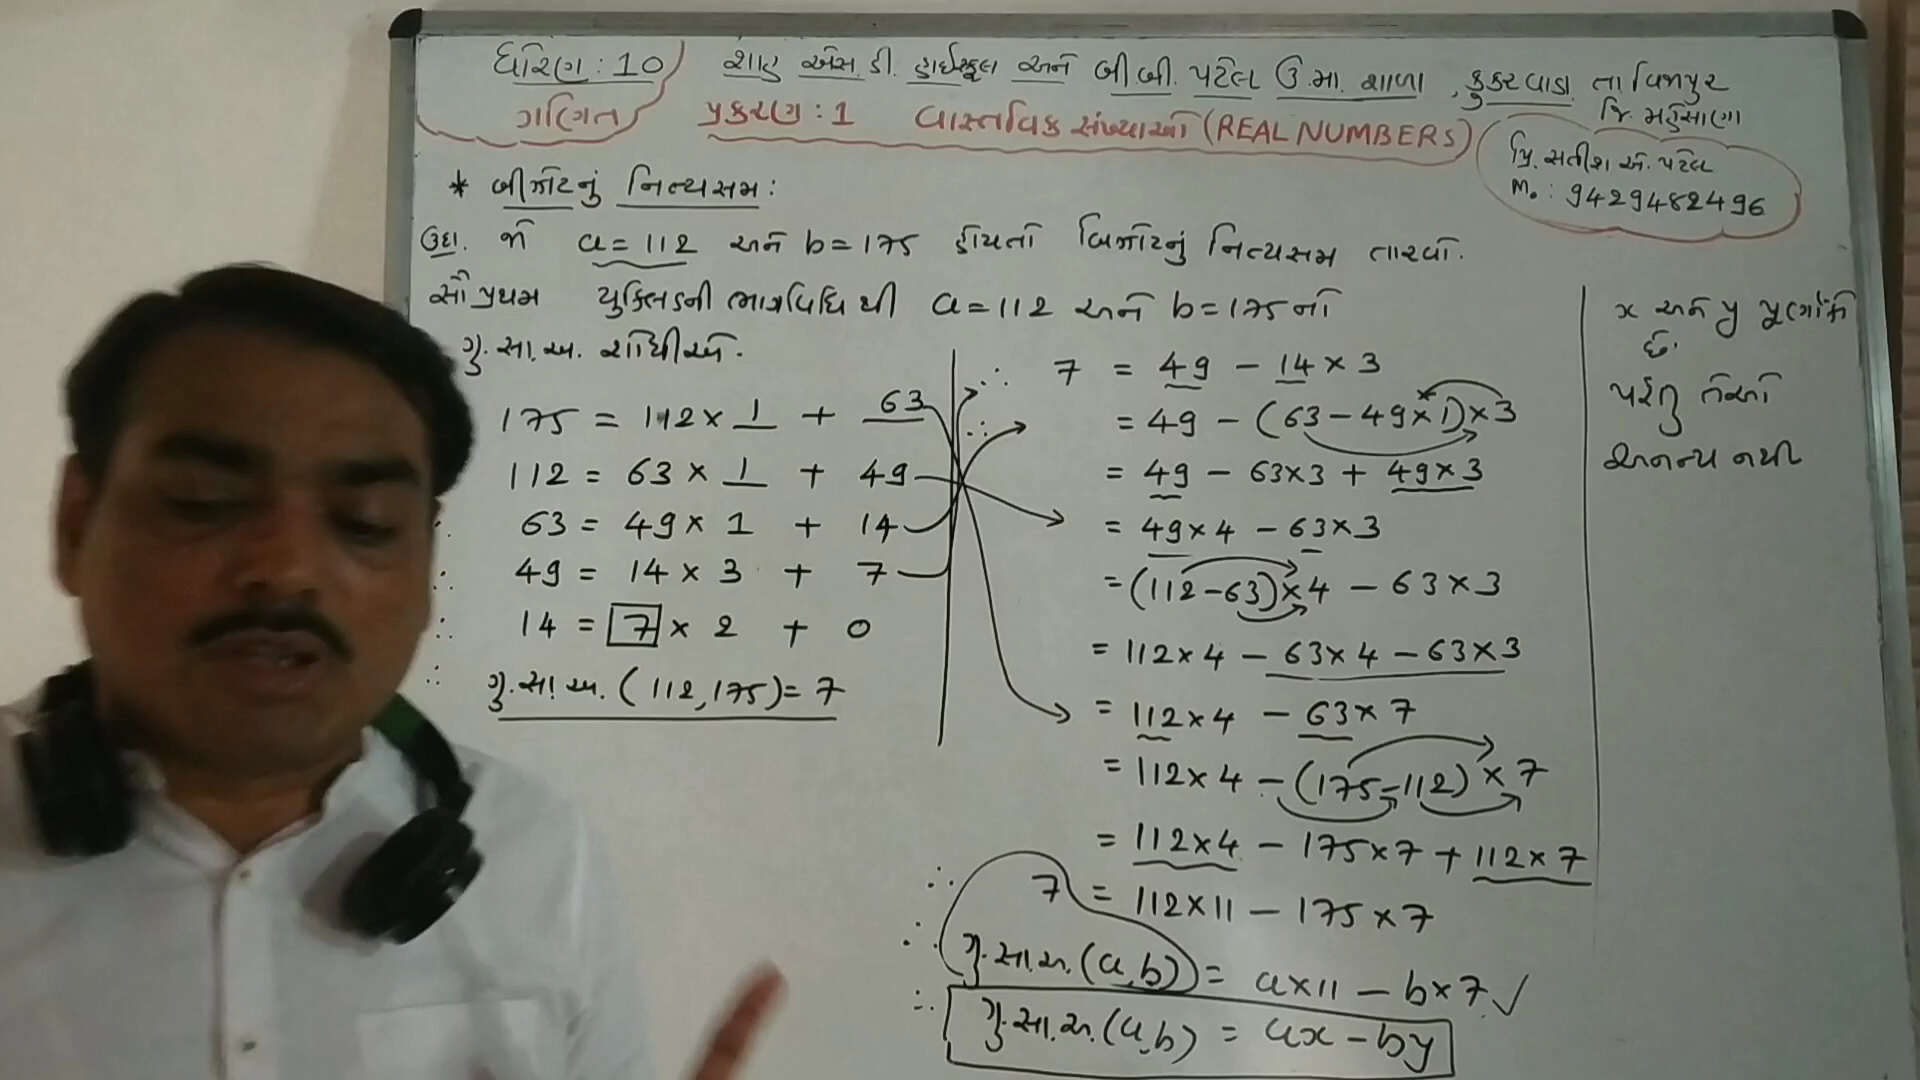 ધોરણ : 10
ગણિત
શાહ એસ. ડી. હાઈસ્કૂલ અને બી.બી. પટેલ ઉ.મા. શાળા , કુકરવાડા તા વિજાપુર
જિ. મહેસાણા
પ્રકરણ : 1 વાસ્તવિક સંખ્યાઓ (REAL NUMBERS)
પ્રિ. સતીશ એ. પટેલ
M. : 9429482496
* બીઝોટનું નિત્યસમ :
ઉદા. જો a = 112 અને b = 175 હોયતો બિઝોટનું નિત્યસમ તારવો.
સૌ પ્રથમ યુક્લિડની ભાગવિધિ થી a = 112 અને b = 175 નો
ગુ.સા.અ. શોધીએ.
175 = 112 × 1 + 63
112 = 63 × 1 + 49
63 = 49 × 1 + 14
∴ 49 = 14 × 3 + 7
∴ 14 = 7 × 2 + 0
∴ ગુ.સા.અ. (112, 175) = 7
∴ 7 = 49 – 14 × 3
∴ = 49 – (63 – 49 × 1) × 3
= 49 – 63×3 + 49×3
= 49×4 – 63×3
= (112–63)×4 – 63×3
= 112×4 – 63×4 – 63×3
= 112×4 – 63×7
= 112×4 – (175–112)×7
= 112×4 – 175×7 + 112×7
∴ 7 = 112×11 – 175×7
∴ ગુ.સા.અ. (a,b) = a×11 – b×7 ✓
∴ ગુ.સા.અ. (a,b) = ax – by
x અને y પૂર્ણાંક
છે.
પરંતુ તેઓ
અનન્ય નથી